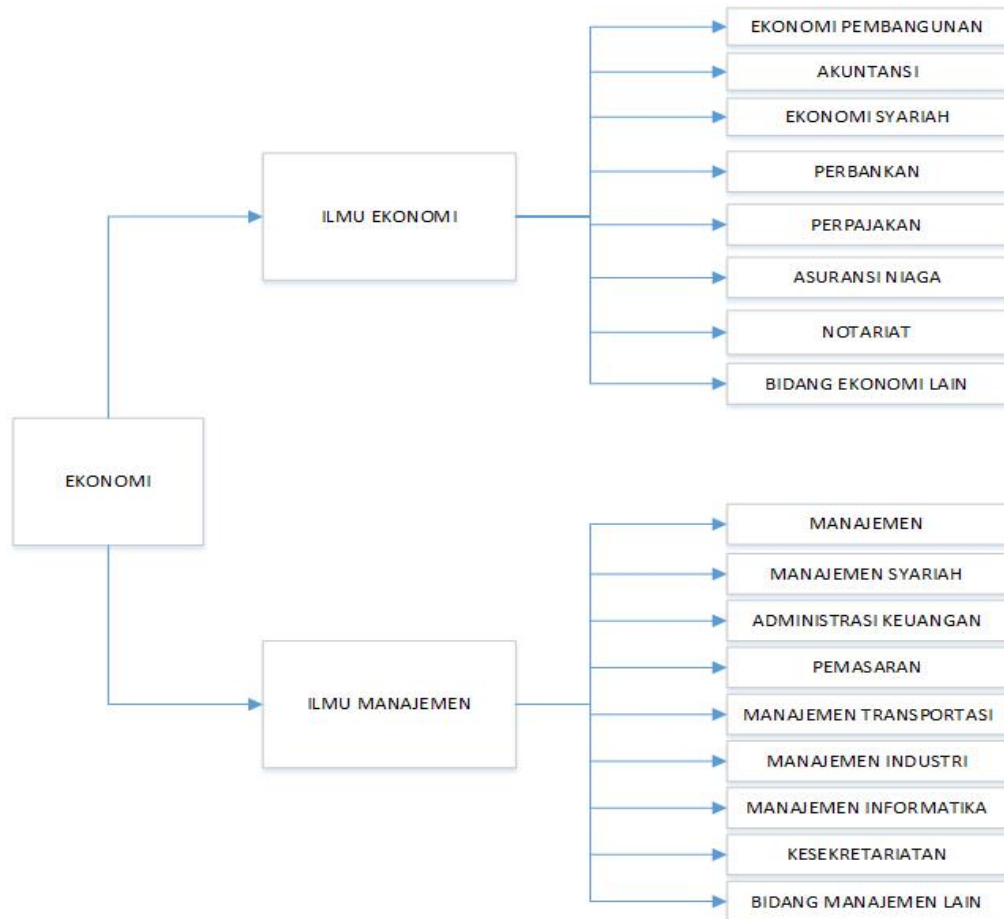 EKONOMI
ILMU EKONOMI
EKONOMI PEMBANGUNAN
AKUNTANSI
EKONOMI SYARIAH
PERBANKAN
PERPAJAKAN
ASURANSI NIAGA
NOTARIAT
BIDANG EKONOMI LAIN
ILMU MANAJEMEN
MANAJEMEN
MANAJEMEN SYARIAH
ADMINISTRASI KEUANGAN
PEMASARAN
MANAJEMEN TRANSPORTASI
MANAJEMEN INDUSTRI
MANAJEMEN INFORMATIKA
KESEKRETARIATAN
BIDANG MANAJEMEN LAIN